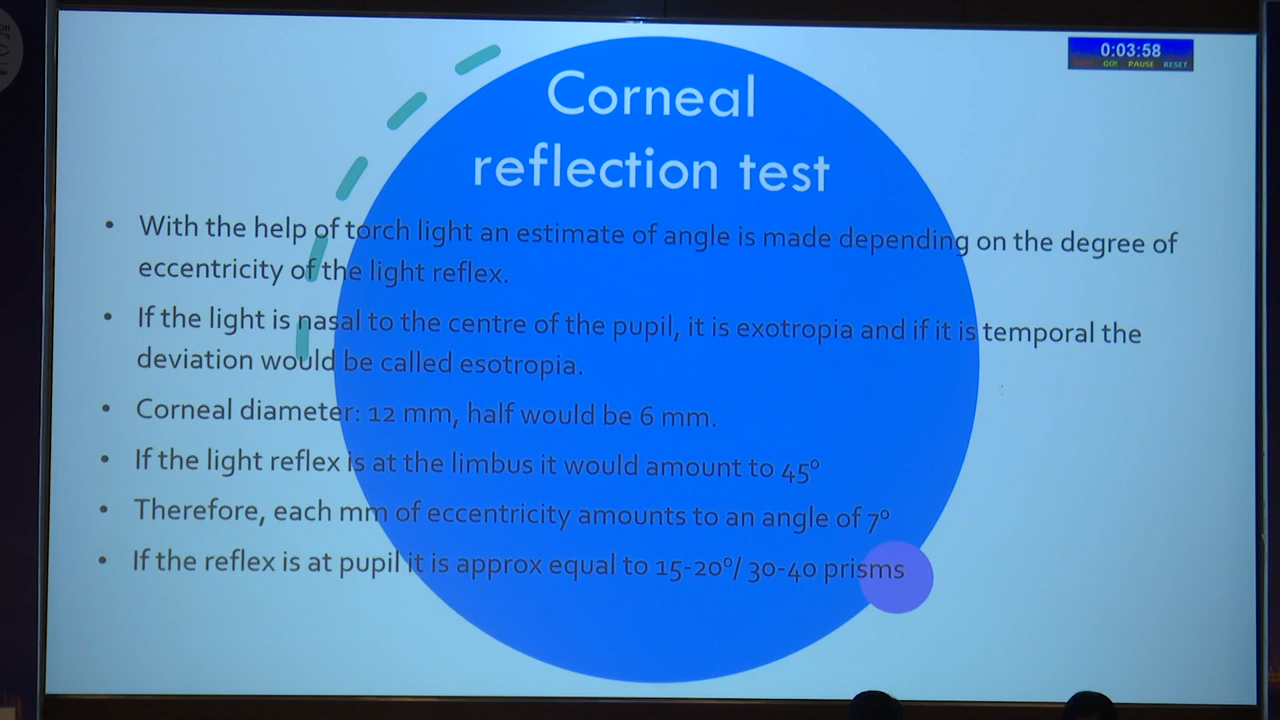 Corneal
reflection test
0:03:58
GO! PAUSE RESET
• With the help of torch light an estimate of angle is made depending on the degree of
eccentricity of the light reflex.
• If the light is nasal to the centre of the pupil, it is exotropia and if it is temporal the
deviation would be called esotropia.
• Corneal diameter: 12 mm, half would be 6 mm.
• If the light reflex is at the limbus it would amount to 45⁰
• Therefore, each mm of eccentricity amounts to an angle of 7⁰
• If the reflex is at pupil it is approx equal to 15-20⁰/ 30-40 prisms